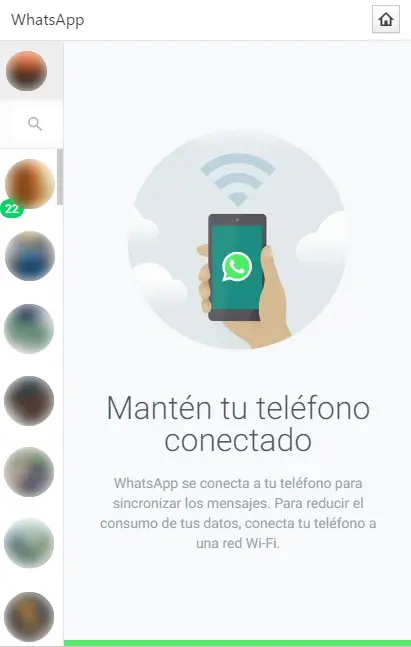 WhatsApp
22
Mantén tu teléfono
conectado
WhatsApp se conecta a tu teléfono para
sincronizar los mensajes. Para reducir el
consumo de tus datos, conecta tu teléfono a
una red Wi-Fi.